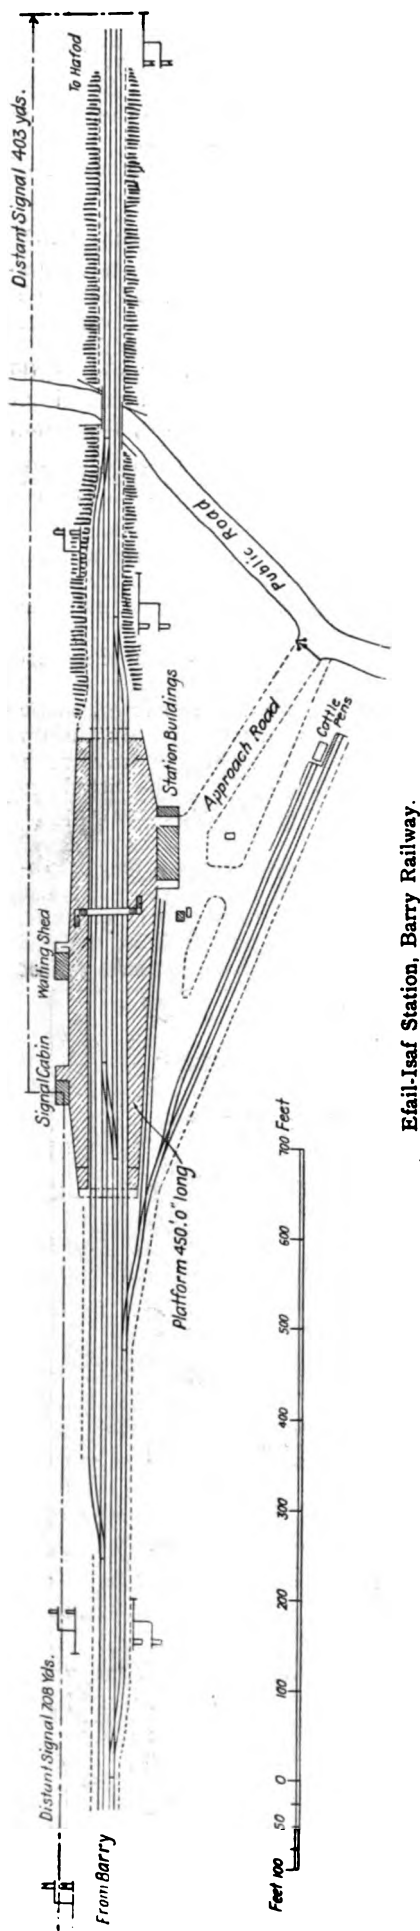 Distant Signal 403 yds.
To Hafod
Public Road
Station Buildings
Approach Road
Cattle
Pens
Waiting Shed
Signal Cabin
Platform 450'.0" long
Distant Signal 708 Yds.
From Barry
Feet 100 50 0 100 200 300 400 500 600 700 Feet
Efail-Isaf Station, Barry Railway.